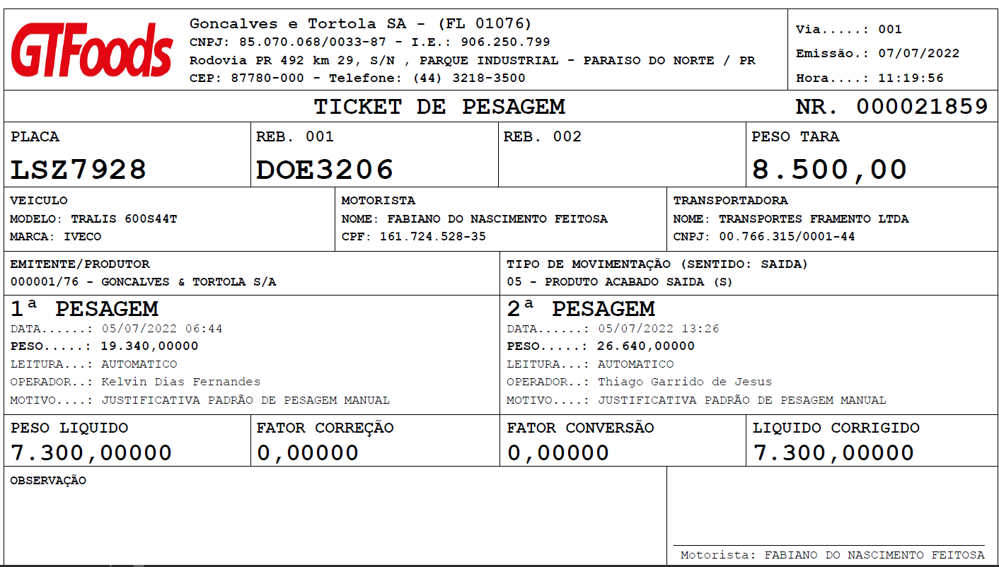 GTFoods
Goncalves e Tortola SA - (FL 01076)
CNPJ: 85.070.068/0033-87 - I.E.: 906.250.799
Rodovia PR 492 km 29, S/N , PARQUE INDUSTRIAL - PARAISO DO NORTE / PR
CEP: 87780-000 - Telefone: (44) 3218-3500
Via.....: 001
Emissão.: 07/07/2022
Hora....: 11:19:56
TICKET DE PESAGEM NR. 000021859
PLACA
LSZ7928
REB. 001
DOE3206
REB. 002
PESO TARA
8.500,00
VEICULO
MODELO: TRALIS 600S44T
MARCA: IVECO
MOTORISTA
NOME: FABIANO DO NASCIMENTO FEITOSA
CPF: 161.724.528-35
TRANSPORTADORA
NOME: TRANSPORTES FRAMENTO LTDA
CNPJ: 00.766.315/0001-44
EMITENTE/PRODUTOR
000001/76 - GONCALVES & TORTOLA S/A
TIPO DE MOVIMENTAÇÃO (SENTIDO: SAIDA)
05 - PRODUTO ACABADO SAIDA (S)
1ª PESAGEM
DATA......: 05/07/2022 06:44
PESO.....: 19.340,00000
LEITURA...: AUTOMATICO
OPERADOR..: Kelvin Dias Fernandes
MOTIVO....: JUSTIFICATIVA PADRÃO DE PESAGEM MANUAL
2ª PESAGEM
DATA......: 05/07/2022 13:26
PESO.....: 26.640,00000
LEITURA...: AUTOMATICO
OPERADOR..: Thiago Garrido de Jesus
MOTIVO....: JUSTIFICATIVA PADRÃO DE PESAGEM MANUAL
PESO LIQUIDO
7.300,00000
FATOR CORREÇÃO
0,00000
FATOR CONVERSÃO
0,00000
LIQUIDO CORRIGIDO
7.300,00000
OBSERVAÇÃO
Motorista: FABIANO DO NASCIMENTO FEITOSA